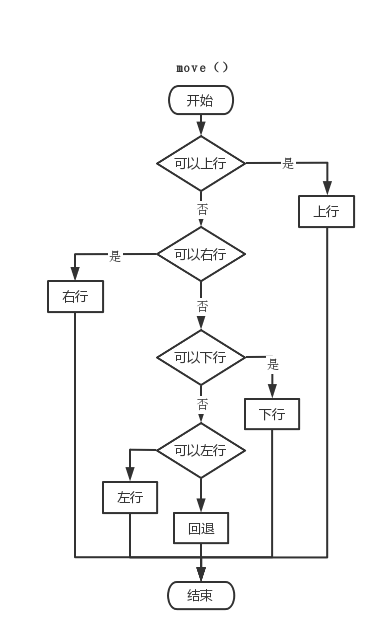 move（）
开始
可以上行
是
否
上行
可以右行
是
右行
否
可以下行
是
否
下行
可以左行
左行
回退
结束